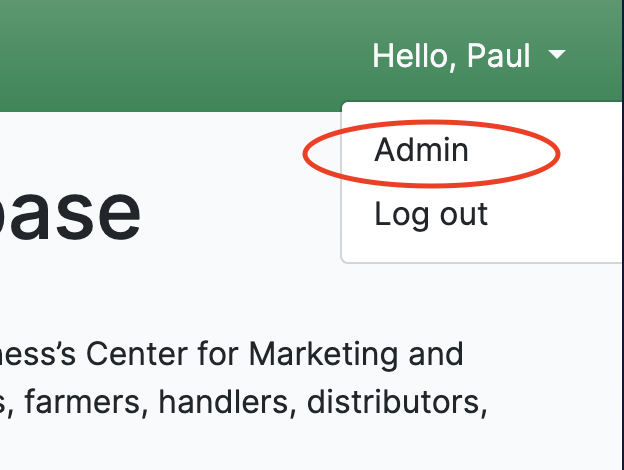 Hello, Paul
Admin
Log out
base
ness’s Center for Marketing and
s, farmers, handlers, distributors,